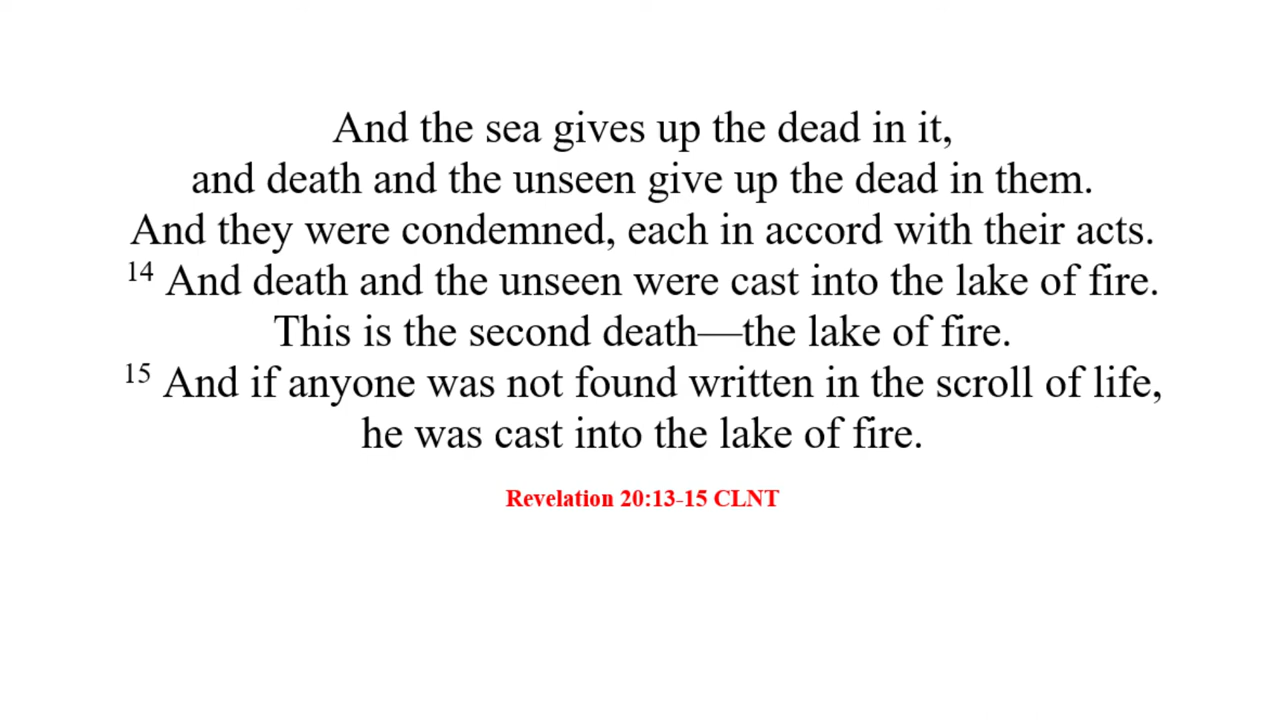 And the sea gives up the dead in it,
and death and the unseen give up the dead in them.
And they were condemned, each in accord with their acts.
14 And death and the unseen were cast into the lake of fire.
This is the second death—the lake of fire.
15 And if anyone was not found written in the scroll of life,
he was cast into the lake of fire.
Revelation 20:13-15 CLNT